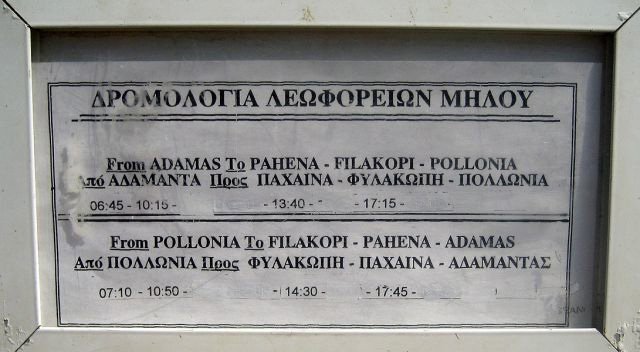 ΔΡΟΜΟΛΟΓΙΑ ΛΕΩΦΟΡΕΙΩΝ ΜΗΛΟΥ
From ADAMAS To PAHENA - FILAKOPI - POLLONIA
Από ΑΔΑΜΑΝΤΑ Προς ΠΑΧΑΙΝΑ - ΦΥΛΑΚΩΠΗ - ΠΟΛΛΩΝΙΑ
06:45 - 10:15 - - 13:40 - - 17:15 -
From POLLONIA To FILAKOPI - PAHENA - ADAMAS
Από ΠΟΛΛΩΝΙΑ Προς ΦΥΛΑΚΩΠΗ - ΠΑΧΑΙΝΑ - ΑΔΑΜΑΝΤΑΣ
07:10 - 10:50 - - 14:30 - - 17:45 -